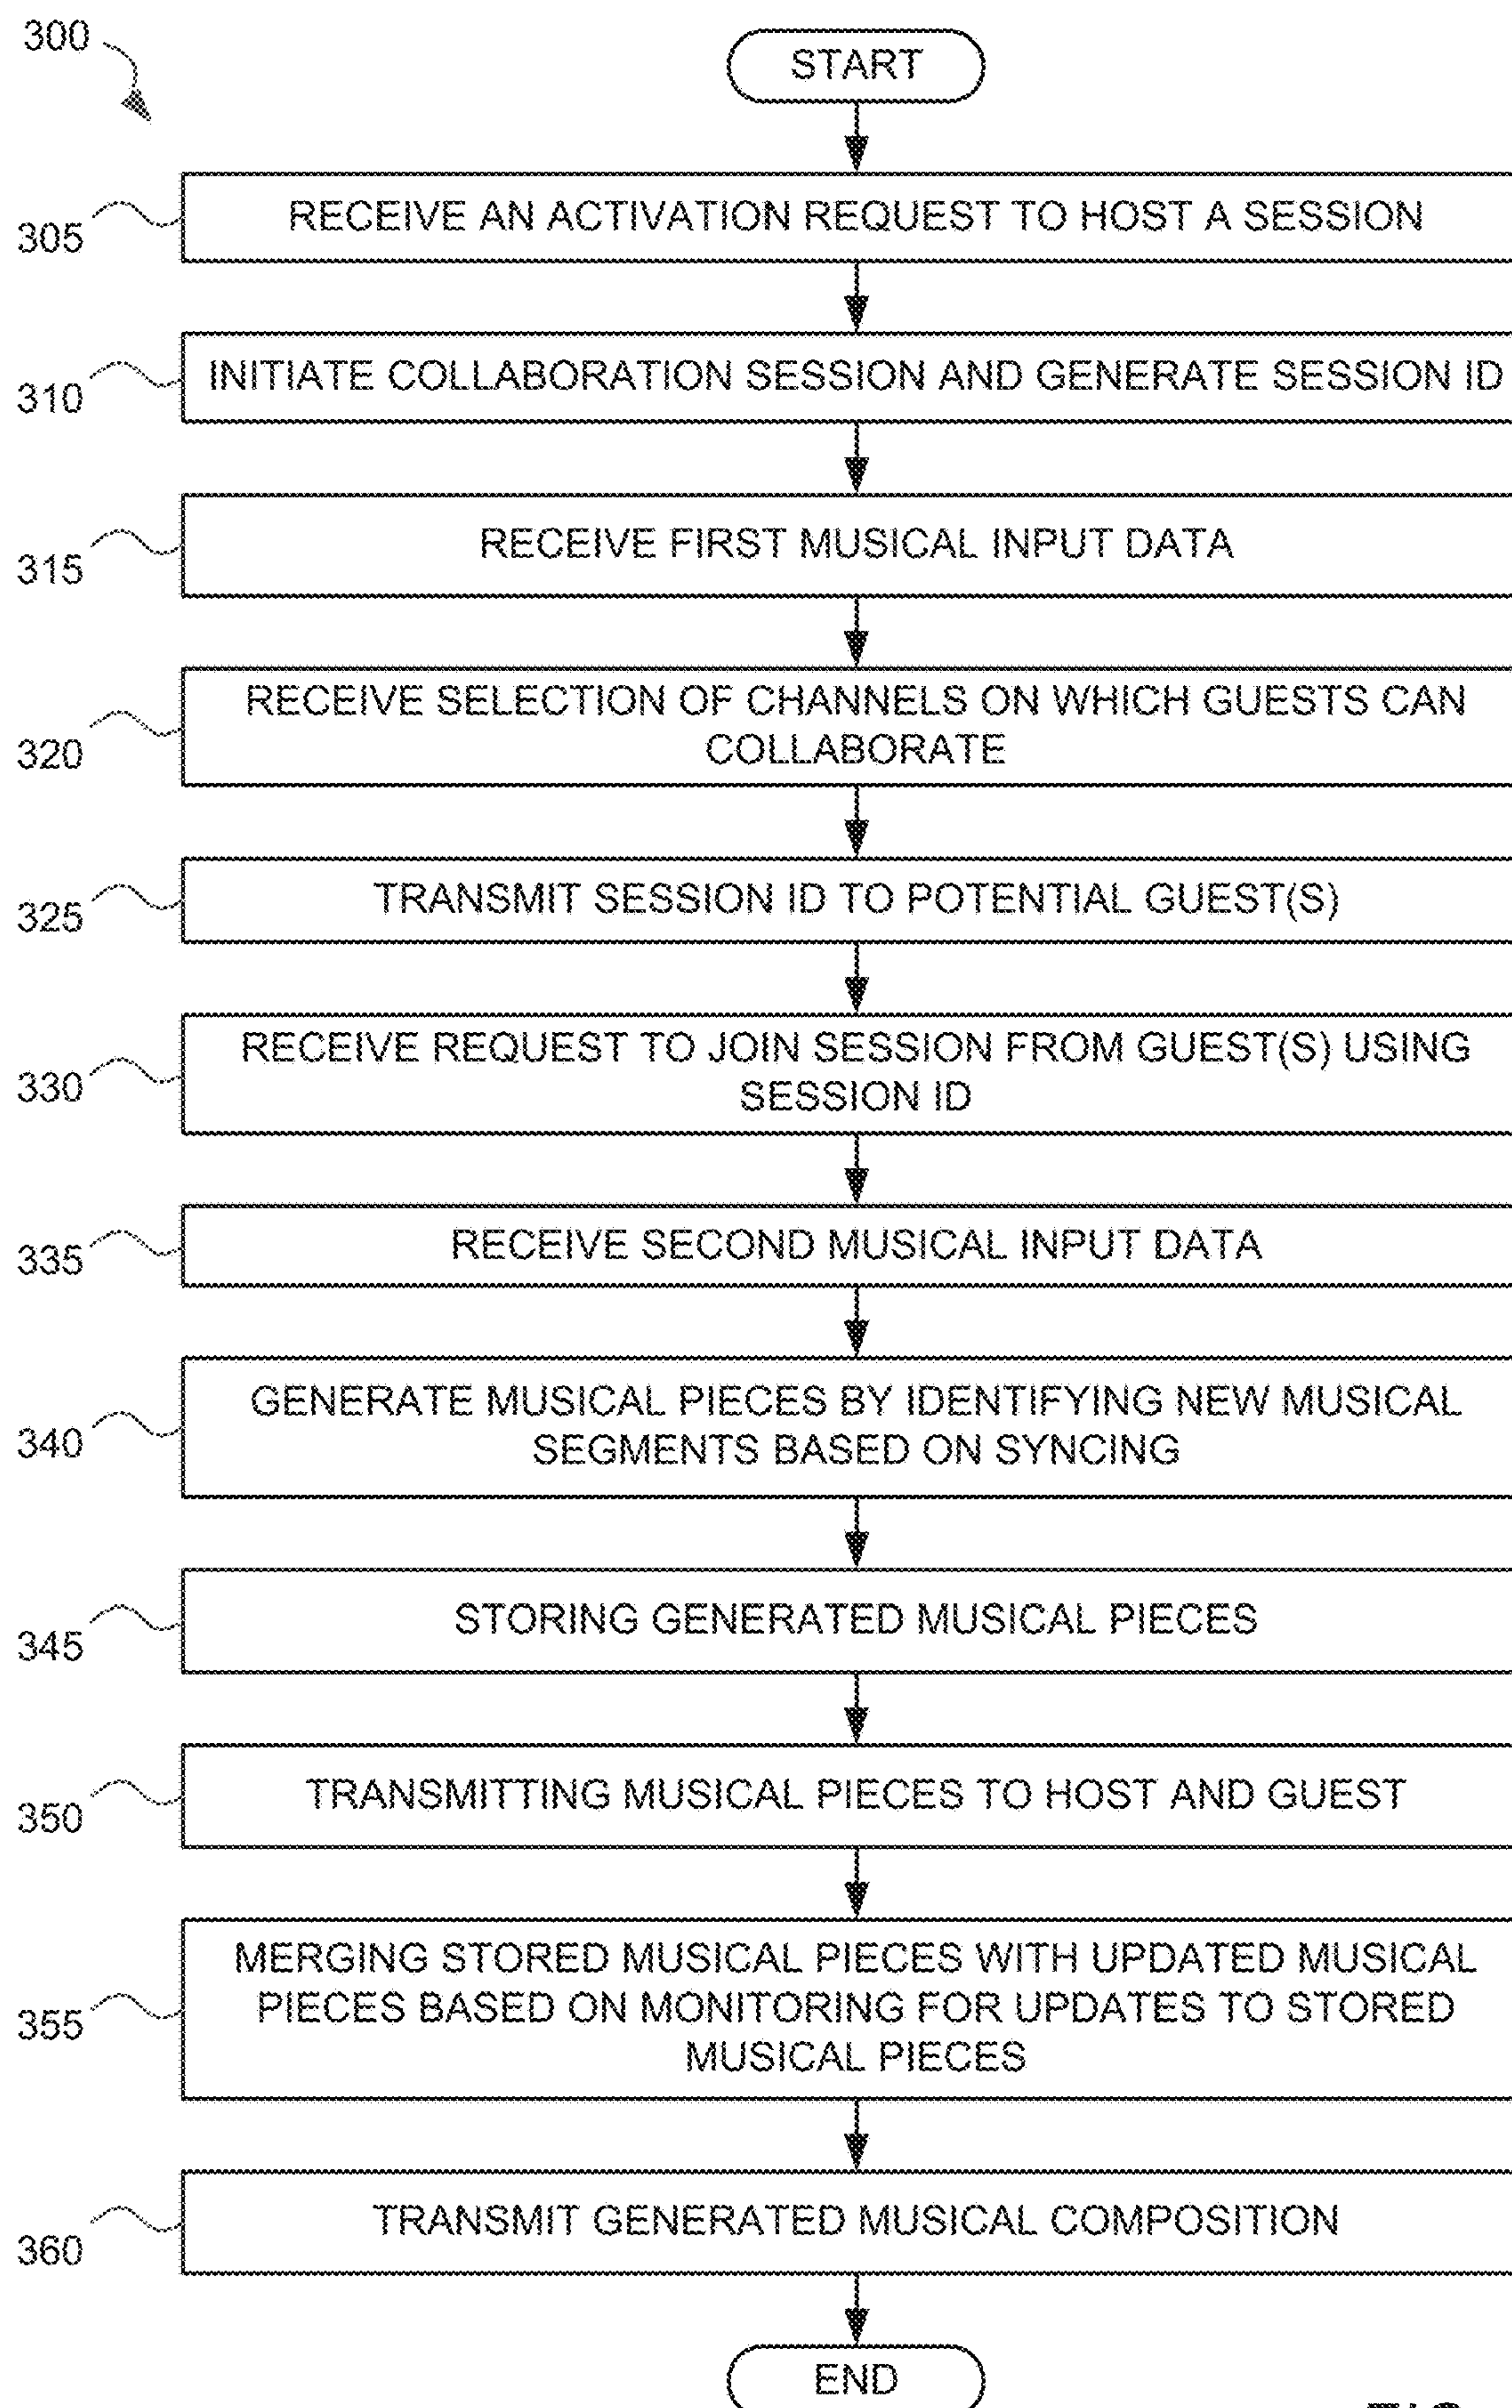 300
START
305
RECEIVE AN ACTIVATION REQUEST TO HOST A SESSION
310
INITIATE COLLABORATION SESSION AND GENERATE SESSION ID
315
RECEIVE FIRST MUSICAL INPUT DATA
320
RECEIVE SELECTION OF CHANNELS ON WHICH GUESTS CAN
COLLABORATE
325
TRANSMIT SESSION ID TO POTENTIAL GUEST(S)
330
RECEIVE REQUEST TO JOIN SESSION FROM GUEST(S) USING
SESSION ID
335
RECEIVE SECOND MUSICAL INPUT DATA
340
GENERATE MUSICAL PIECES BY IDENTIFYING NEW MUSICAL
SEGMENTS BASED ON SYNCING
345
STORING GENERATED MUSICAL PIECES
350
TRANSMITTING MUSICAL PIECES TO HOST AND GUEST
355
MERGING STORED MUSICAL PIECES WITH UPDATED MUSICAL
PIECES BASED ON MONITORING FOR UPDATES TO STORED
MUSICAL PIECES
360
TRANSMIT GENERATED MUSICAL COMPOSITION
END